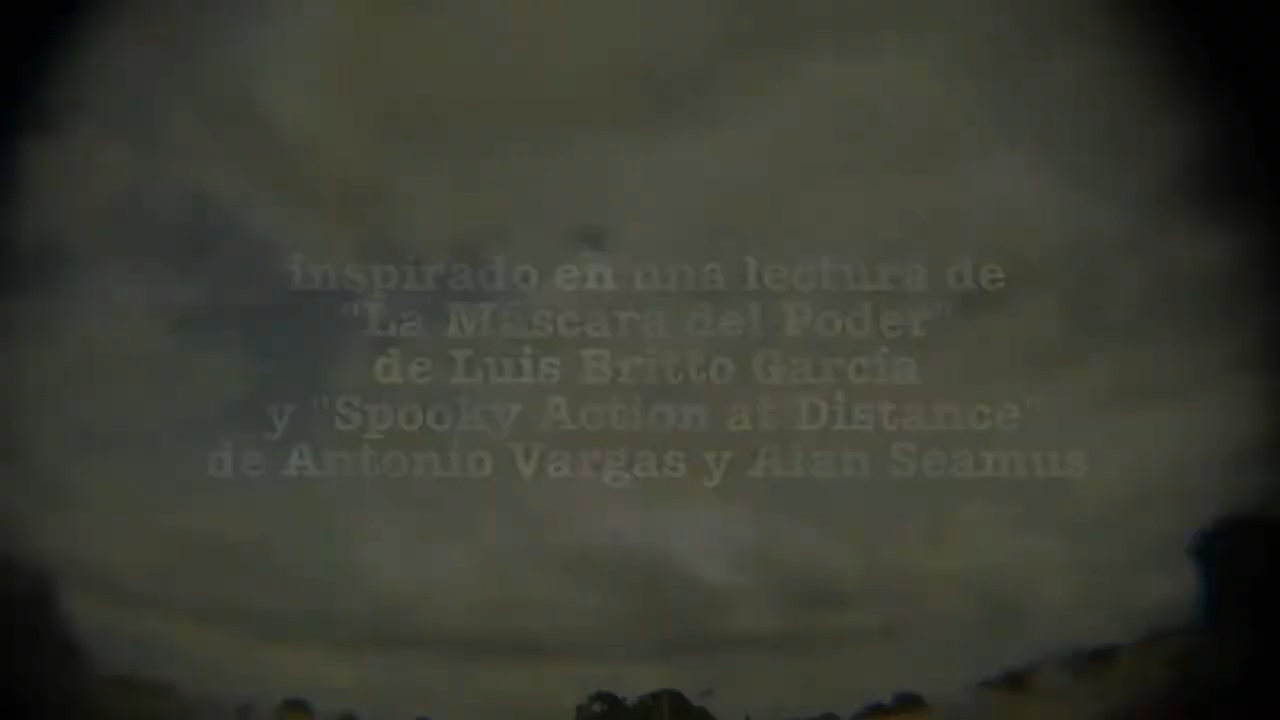 inspirado en una lectura de
"La Máscara del Poder"
de Luis Britto García
y "Spooky Action at Distance"
de Antonio Vargas y Alan Seamus